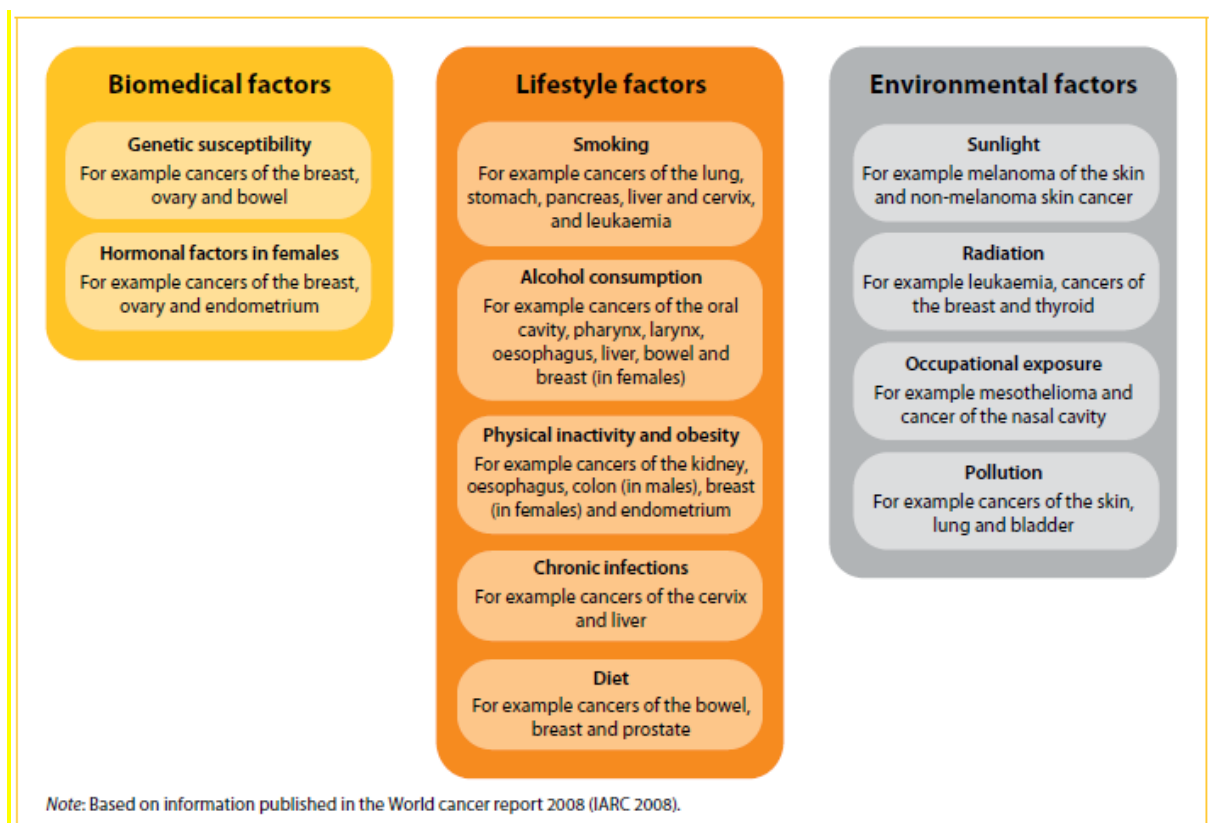 Biomedical factors
Genetic susceptibility
For example cancers of the breast,
ovary and bowel
Hormonal factors in females
For example cancers of the breast,
ovary and endometrium
Lifestyle factors
Smoking
For example cancers of the lung,
stomach, pancreas, liver and cervix,
and leukaemia
Alcohol consumption
For example cancers of the oral
cavity, pharynx, larynx,
oesophagus, liver, bowel and
breast (in females)
Physical inactivity and obesity
For example cancers of the kidney,
oesophagus, colon (in males), breast
(in females) and endometrium
Chronic infections
For example cancers of the cervix
and liver
Diet
For example cancers of the bowel,
breast and prostate
Environmental factors
Sunlight
For example melanoma of the skin
and non-melanoma skin cancer
Radiation
For example leukaemia, cancers of
the breast and thyroid
Occupational exposure
For example mesothelioma and
cancer of the nasal cavity
Pollution
For example cancers of the skin,
lung and bladder
Note: Based on information published in the World cancer report 2008 (IARC 2008).